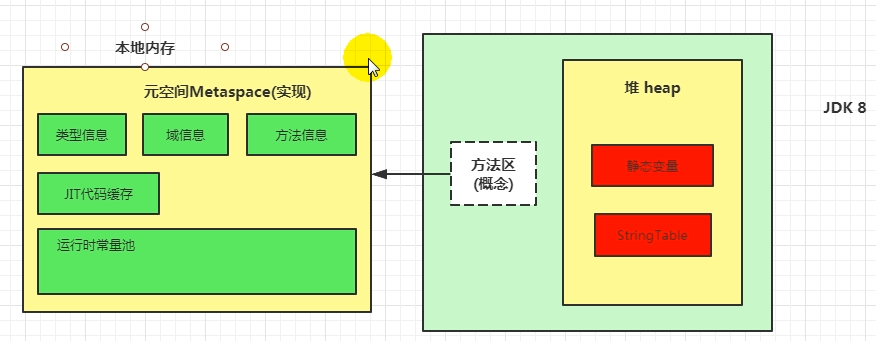 本地内存
元空间Metaspace(实现)
类型信息
域信息
方法信息
JIT代码缓存
运行时常量池
方法区
(概念)
堆 heap
静态变量
StringTable
JDK 8